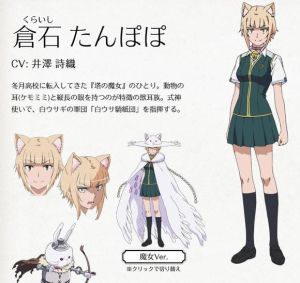 くらいし
倉石 たんぽぽ
CV: 井澤 詩織
冬月高校に転入してきた『塔の魔女』のひとり。動物の
耳(ケモミミ)と縦長の眼を持つのが特徴の獣耳族。式神
使いで、白ウサギの軍団「白ウサ騎紙団」を指揮する。
魔女Ver.
※クリックで切り替え